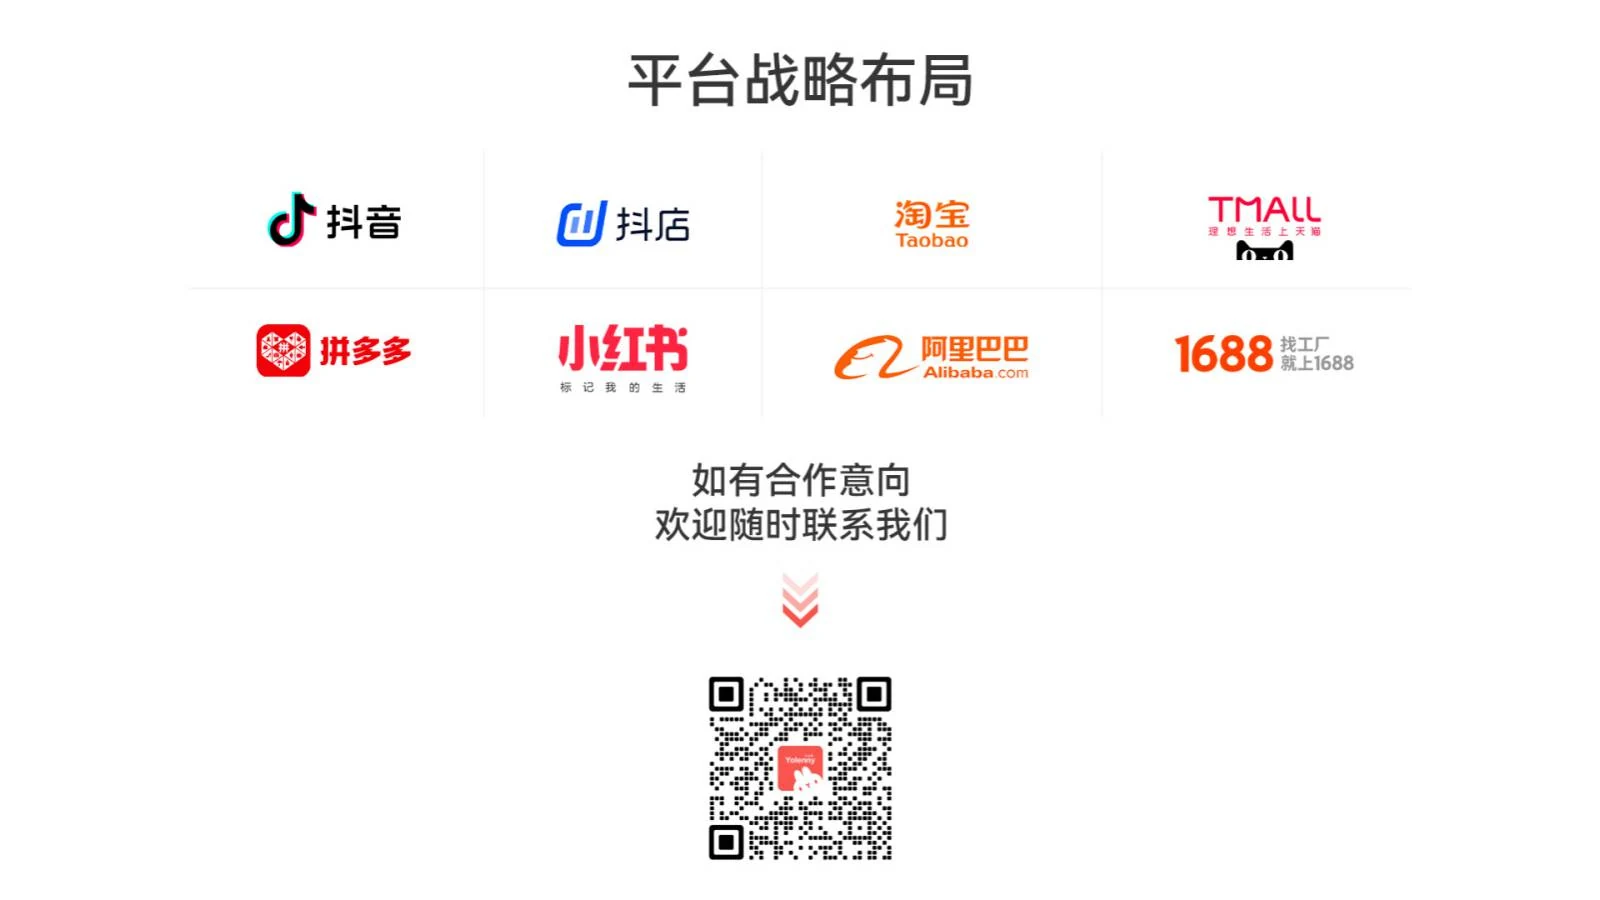 平台战略布局
抖音
抖店
淘宝
Taobao
TMALL
理想生活上天猫
拼多多
小红书
标记我的生活
阿里巴巴
Alibaba.com
1688
找工厂
就上1688
如有合作意向
欢迎随时联系我们
Yolenny